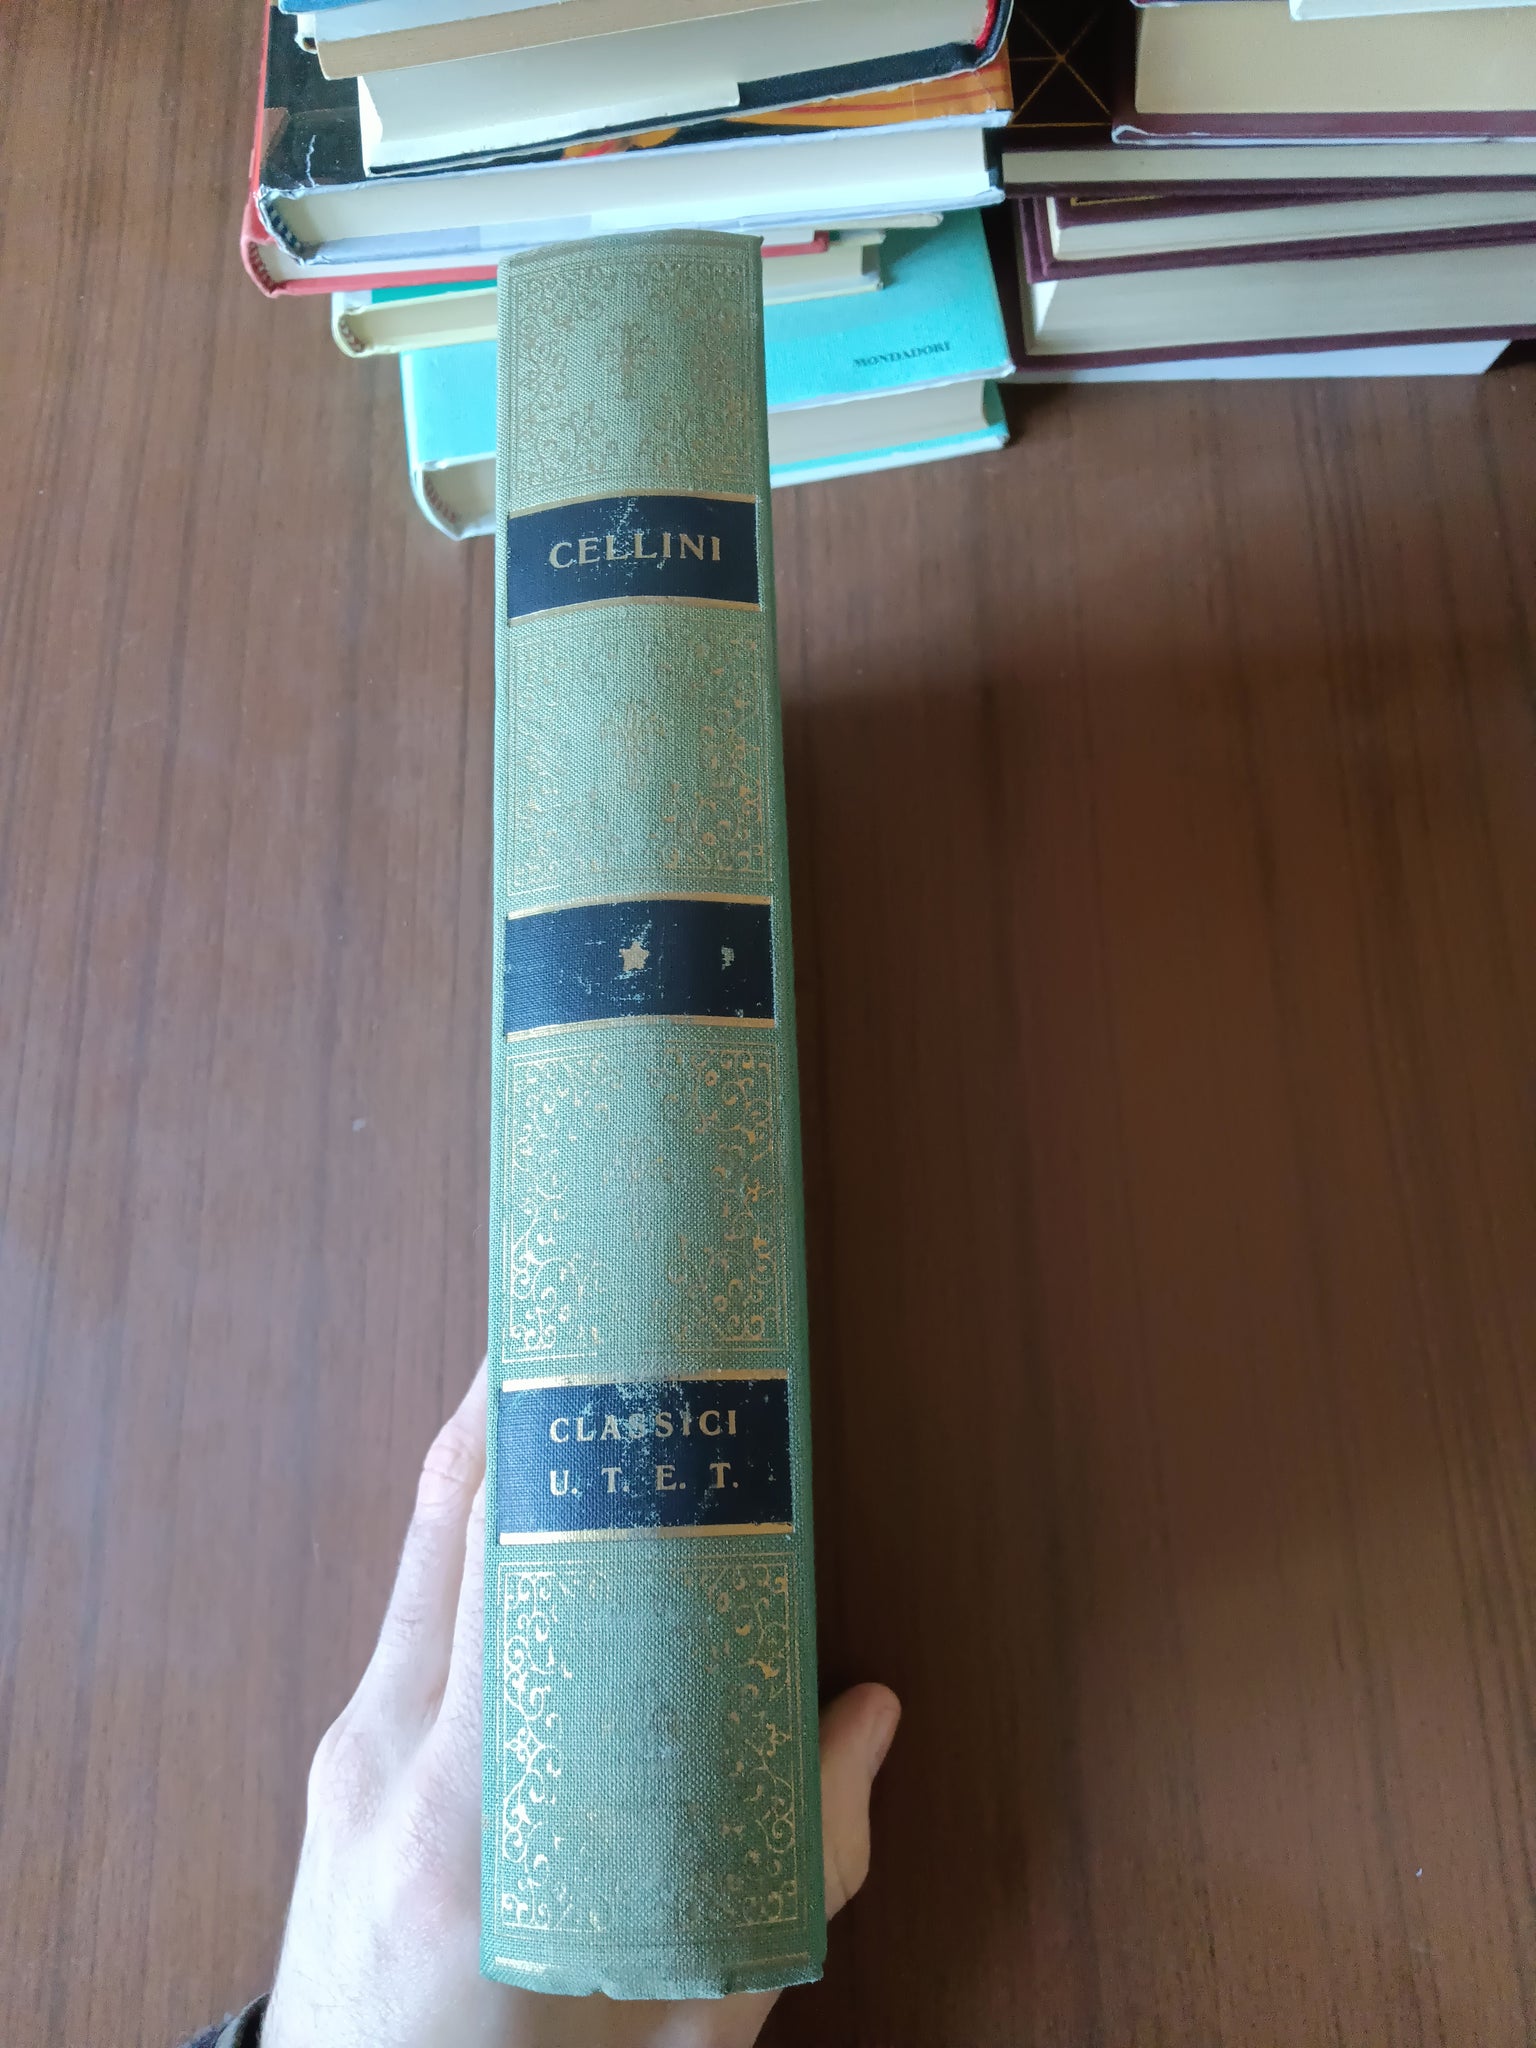 MONDADORI
CELLINI
CLASSICI
U. T. E. T.